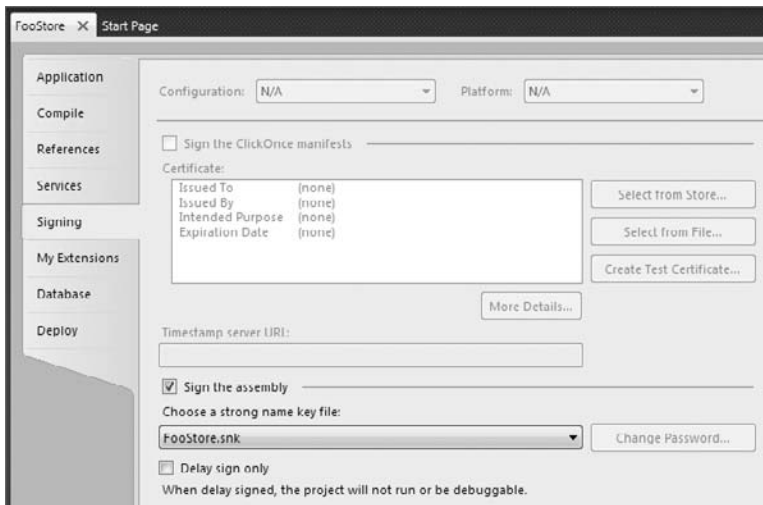 FooStore X Start Page
Application
Compile
References
Services
Signing
My Extensions
Database
Deploy
Configuration: N/A Platform: N/A
Sign the ClickOnce manifests
Certificate:
Issued To (none)
Issued By (none)
Intended Purpose (none)
Expiration Date (none)
Select from Store...
Select from File...
Create Test Certificate...
More Details...
Timestamp server URL:
Sign the assembly
Choose a strong name key file:
FooStore.snk
Change Password...
Delay sign only
When delay signed, the project will not run or be debuggable.